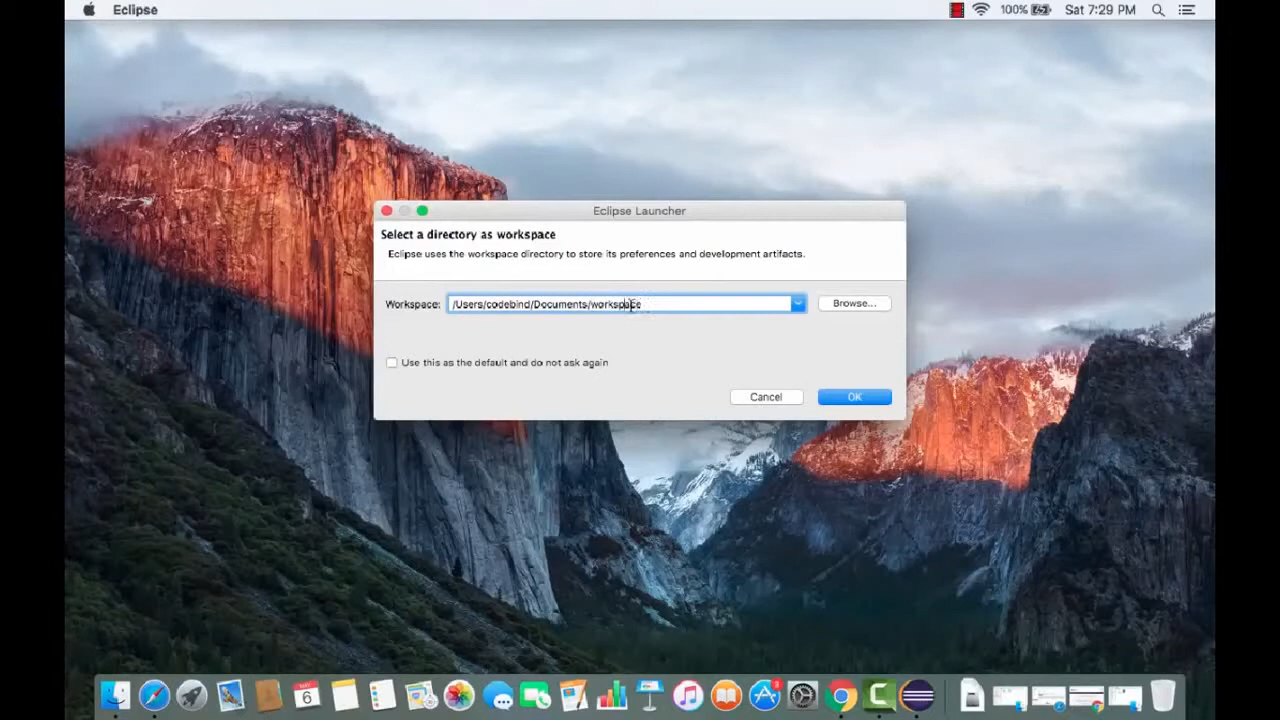 Eclipse
100%
Sat 7:29 PM
Eclipse Launcher
Select a directory as workspace
Eclipse uses the workspace directory to store its preferences and development artifacts.
Workspace:
/Users/codebind/Documents/workspace
Browse...
Use this as the default and do not ask again
Cancel
OK
6
3